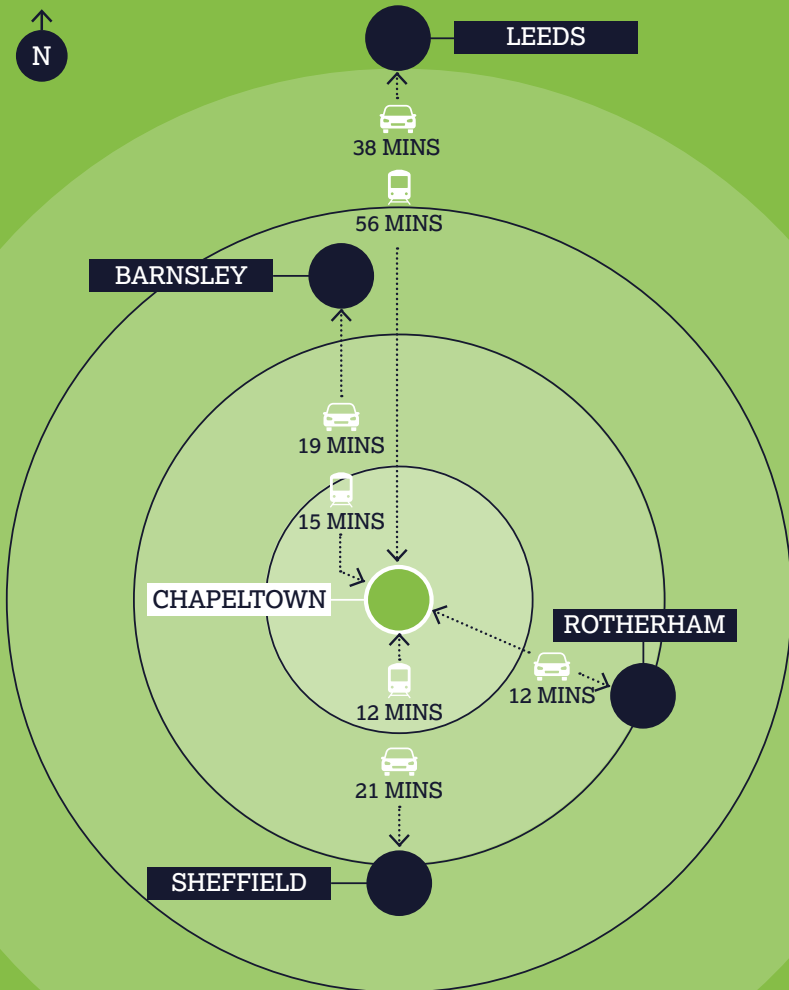 N
LEEDS
38 MINS
56 MINS
BARNSLEY
19 MINS
15 MINS
CHAPELTOWN
ROTHERHAM
12 MINS
12 MINS
21 MINS
SHEFFIELD